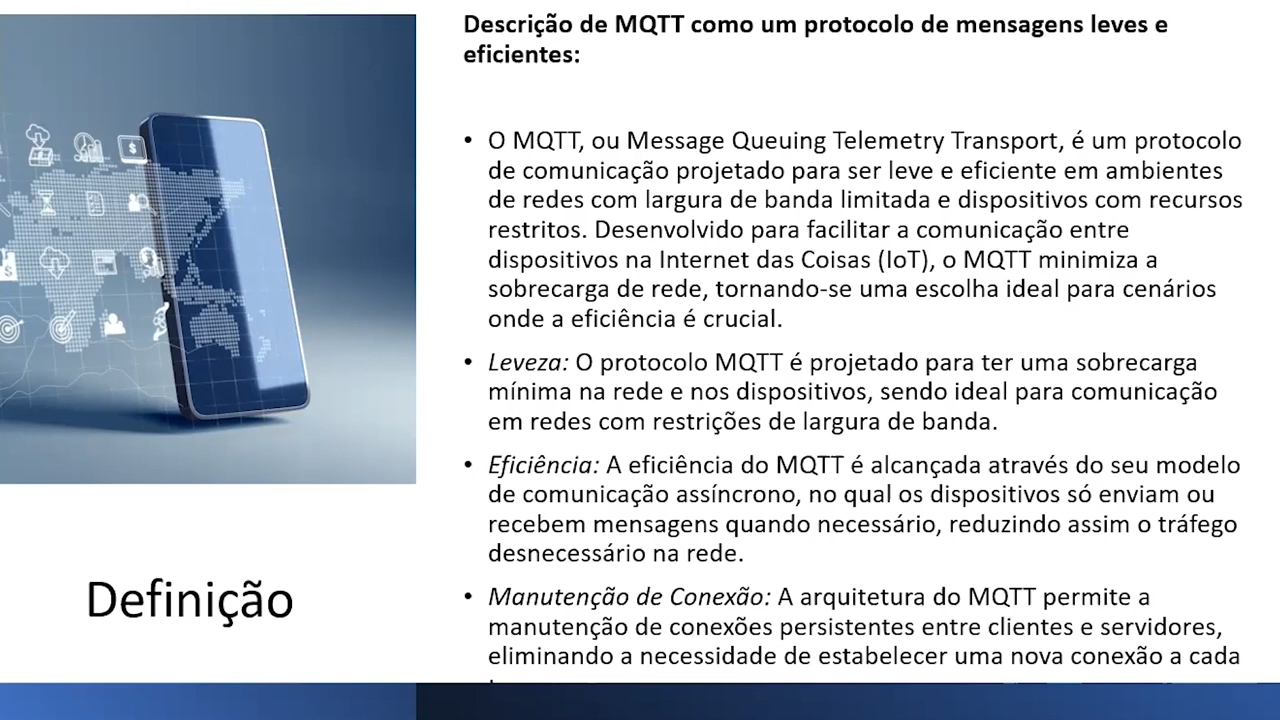 Descrição de MQTT como um protocolo de mensagens leves e
eficientes:
• O MQTT, ou Message Queuing Telemetry Transport, é um protocolo
de comunicação projetado para ser leve e eficiente em ambientes
de redes com largura de banda limitada e dispositivos com recursos
restritos. Desenvolvido para facilitar a comunicação entre
dispositivos na Internet das Coisas (IoT), o MQTT minimiza a
sobrecarga de rede, tornando-se uma escolha ideal para cenários
onde a eficiência é crucial.
• Leveza: O protocolo MQTT é projetado para ter uma sobrecarga
mínima na rede e nos dispositivos, sendo ideal para comunicação
em redes com restrições de largura de banda.
• Eficiência: A eficiência do MQTT é alcançada através do seu modelo
de comunicação assíncrono, no qual os dispositivos só enviam ou
recebem mensagens quando necessário, reduzindo assim o tráfego
desnecessário na rede.
• Manutenção de Conexão: A arquitetura do MQTT permite a
manutenção de conexões persistentes entre clientes e servidores,
eliminando a necessidade de estabelecer uma nova conexão a cada
Definição